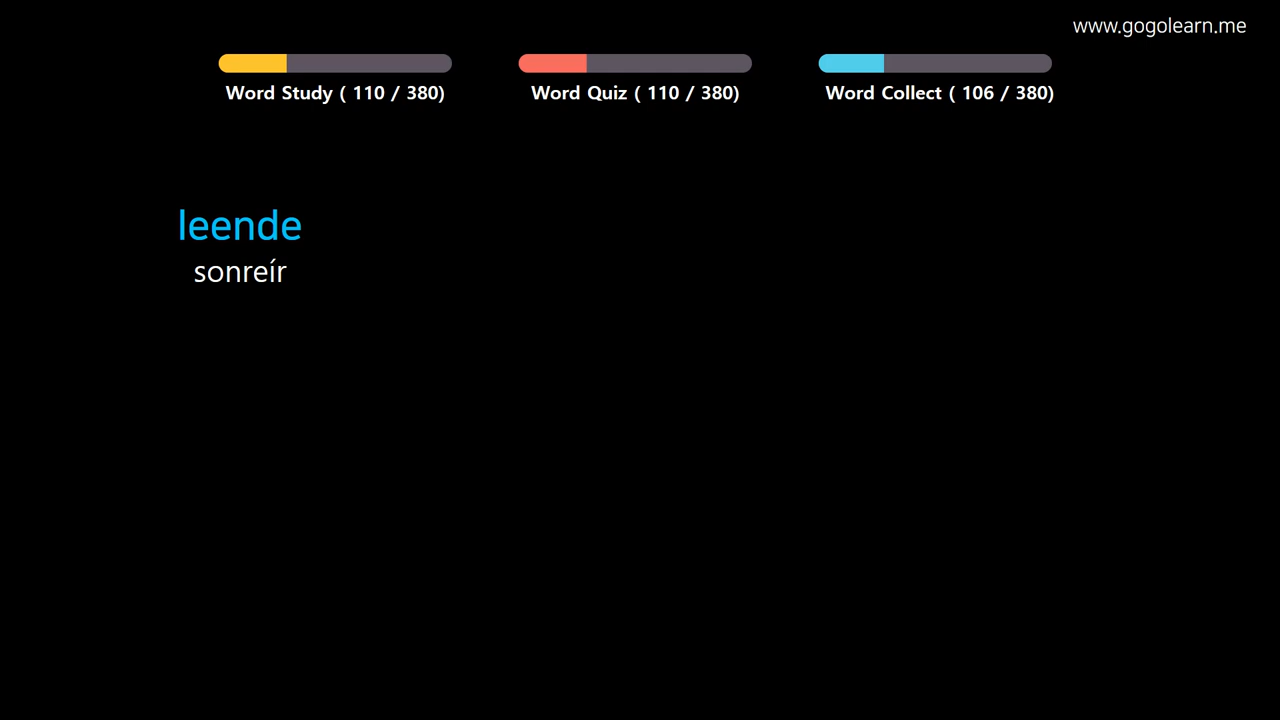 www.gogolearn.me
Word Study ( 110 / 380)
Word Quiz ( 110 / 380)
Word Collect ( 106 / 380)
leende
sonreír